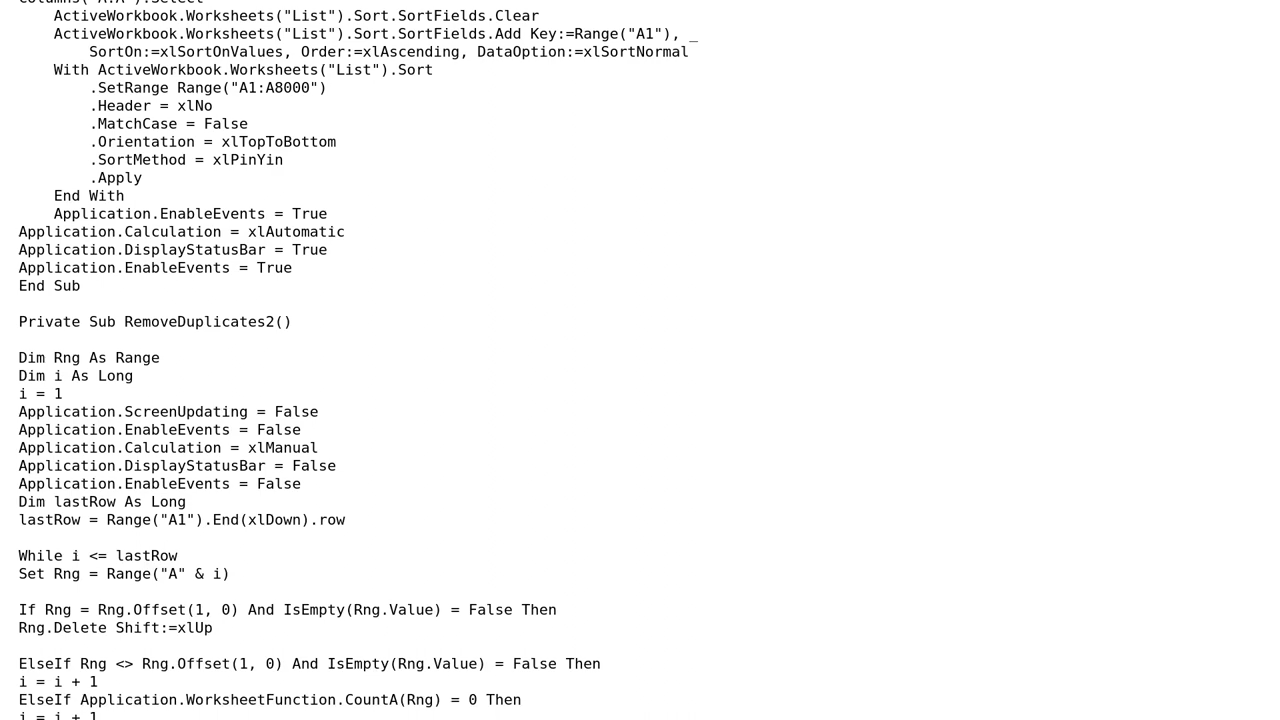 Columns("A:A").Select
    ActiveWorkbook.Worksheets("List").Sort.SortFields.Clear
    ActiveWorkbook.Worksheets("List").Sort.SortFields.Add Key:=Range("A1"), _
        SortOn:=xlSortOnValues, Order:=xlAscending, DataOption:=xlSortNormal
    With ActiveWorkbook.Worksheets("List").Sort
        .SetRange Range("A1:A8000")
        .Header = xlNo
        .MatchCase = False
        .Orientation = xlTopToBottom
        .SortMethod = xlPinYin
        .Apply
    End With
    Application.EnableEvents = True
Application.Calculation = xlAutomatic
Application.DisplayStatusBar = True
Application.EnableEvents = True
End Sub

Private Sub RemoveDuplicates2()

Dim Rng As Range
Dim i As Long
i = 1
Application.ScreenUpdating = False
Application.EnableEvents = False
Application.Calculation = xlManual
Application.DisplayStatusBar = False
Application.EnableEvents = False
Dim lastRow As Long
lastRow = Range("A1").End(xlDown).row

While i <= lastRow
Set Rng = Range("A" & i)

If Rng = Rng.Offset(1, 0) And IsEmpty(Rng.Value) = False Then
Rng.Delete Shift:=xlUp

ElseIf Rng <> Rng.Offset(1, 0) And IsEmpty(Rng.Value) = False Then
i = i + 1
ElseIf Application.WorksheetFunction.CountA(Rng) = 0 Then
i = i + 1